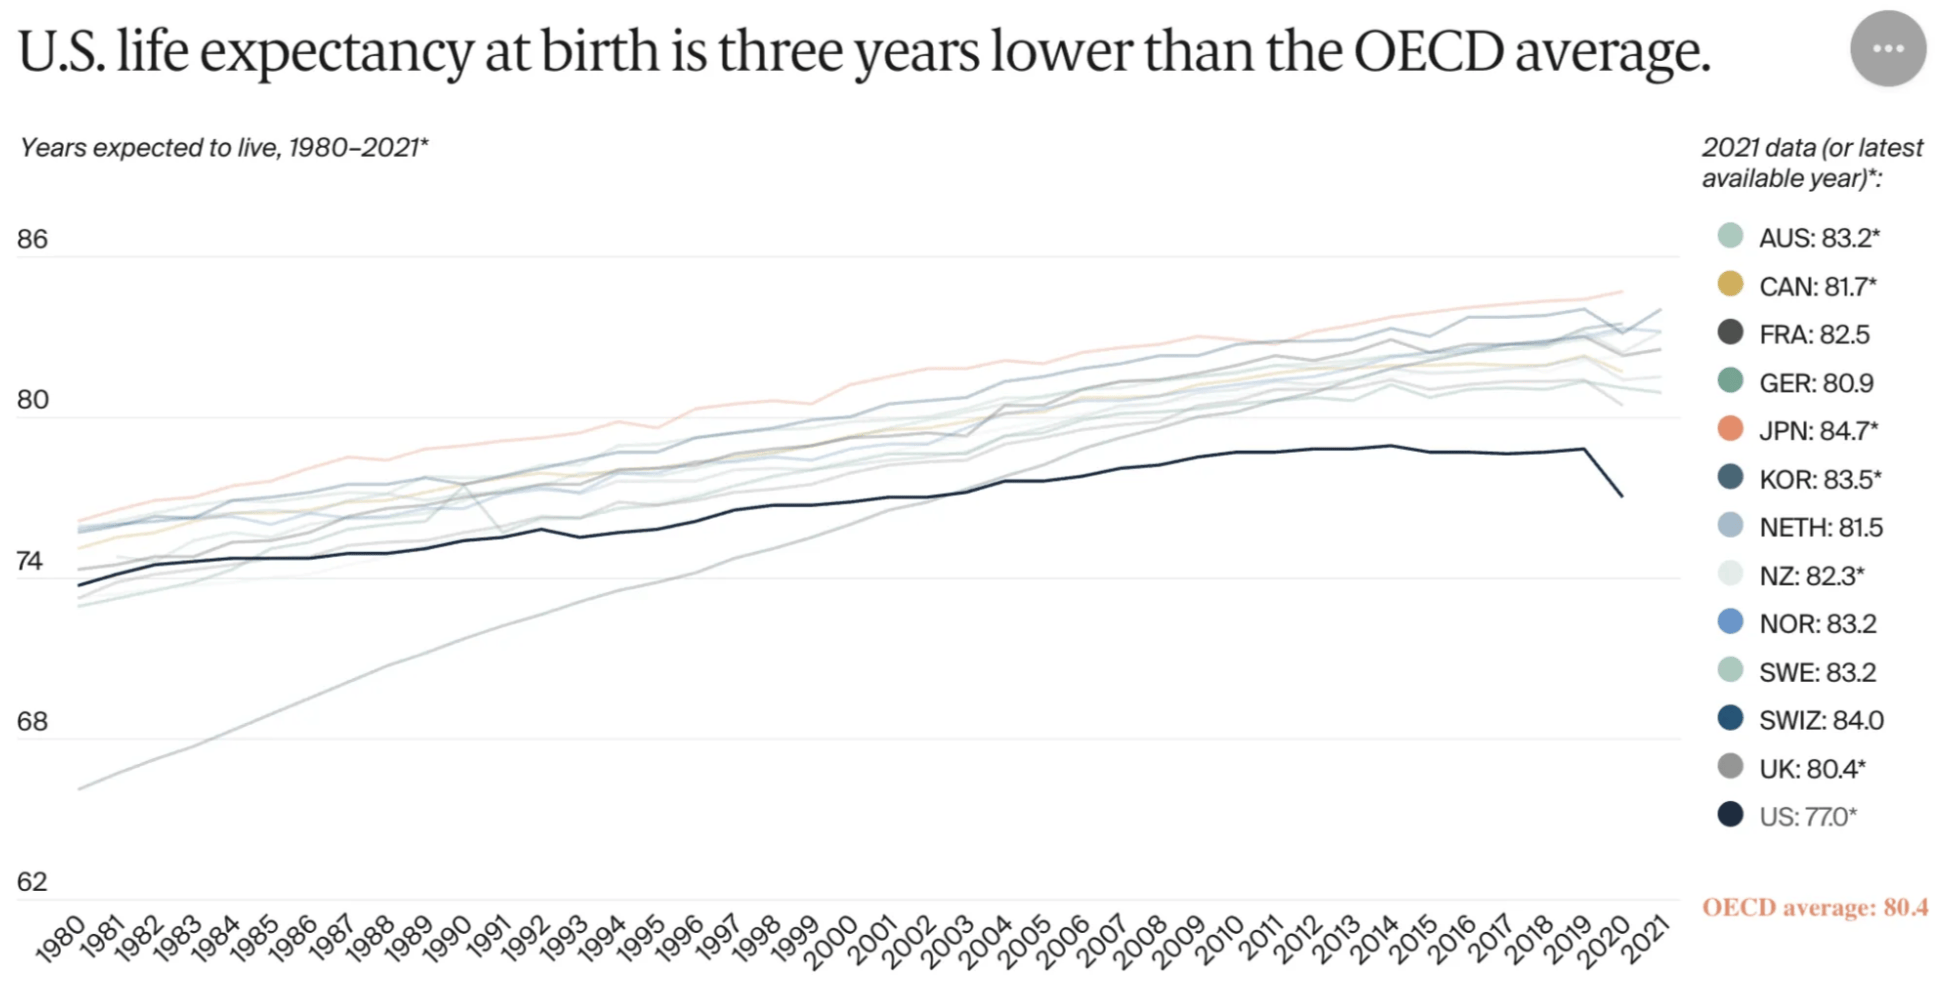 U.S. life expectancy at birth is three years lower than the OECD average.
Years expected to live, 1980–2021*
2021 data (or latest
available year)*:
86
80
74
68
62
1980 1981 1982 1983 1984 1985 1986 1987 1988 1989 1990 1991 1992 1993 1994 1995 1996 1997 1998 1999 2000 2001 2002 2003 2004 2005 2006 2007 2008 2009 2010 2011 2012 2013 2014 2015 2016 2017 2018 2019 2020 2021
AUS: 83.2*
CAN: 81.7*
FRA: 82.5
GER: 80.9
JPN: 84.7*
KOR: 83.5*
NETH: 81.5
NZ: 82.3*
NOR: 83.2
SWE: 83.2
SWIZ: 84.0
UK: 80.4*
US: 77.0*
OECD average: 80.4